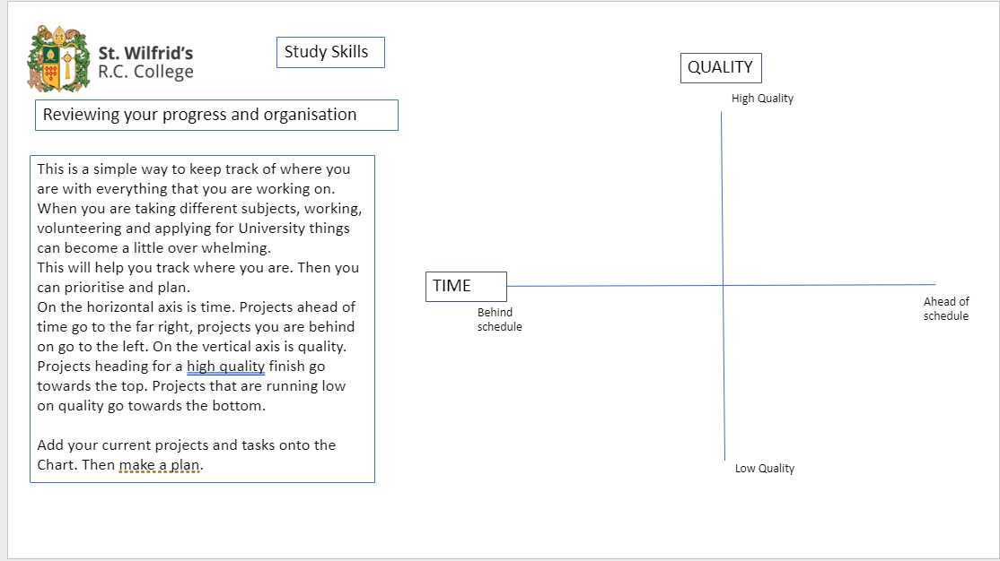 St. Wilfrid's
R.C. College
Study Skills
Reviewing your progress and organisation
This is a simple way to keep track of where you
are with everything that you are working on.
When you are taking different subjects, working,
volunteering and applying for University things
can become a little over whelming.
This will help you track where you are. Then you
can prioritise and plan.
On the horizontal axis is time. Projects ahead of
time go to the far right, projects you are behind
on go to the left. On the vertical axis is quality.
Projects heading for a high quality finish go
towards the top. Projects that are running low
on quality go towards the bottom.
Add your current projects and tasks onto the
Chart. Then make a plan.
QUALITY
High Quality
TIME
Behind
schedule
Ahead of
schedule
Low Quality